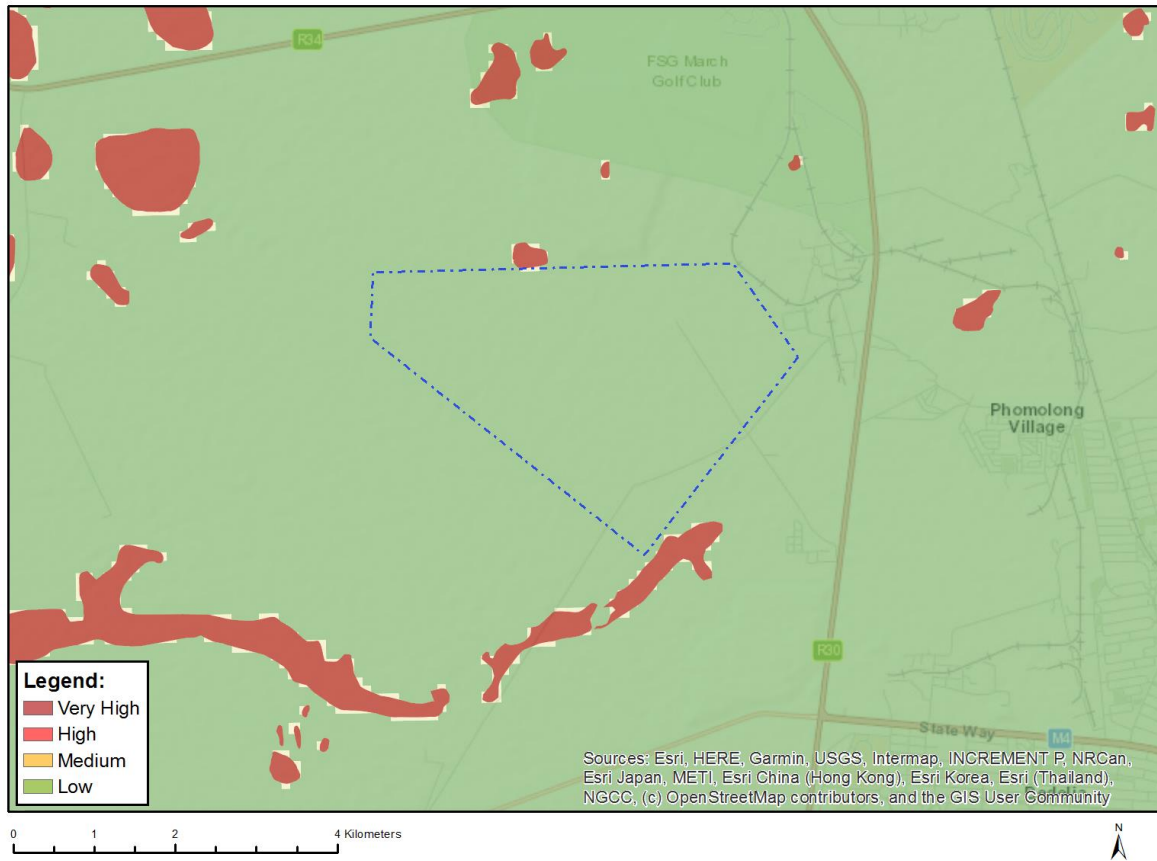 R34
FSG March
Golf Club
Phomolong
Village
R30
State Way
M4
Legend:
Very High
High
Medium
Low
Sources: Esri, HERE, Garmin, USGS, Intermap, INCREMENT P, NRCan,
Esri Japan, METI, Esri China (Hong Kong), Esri Korea, Esri (Thailand),
NGCC, (c) OpenStreetMap contributors, and the GIS User Community
0 1 2 4 Kilometers
N